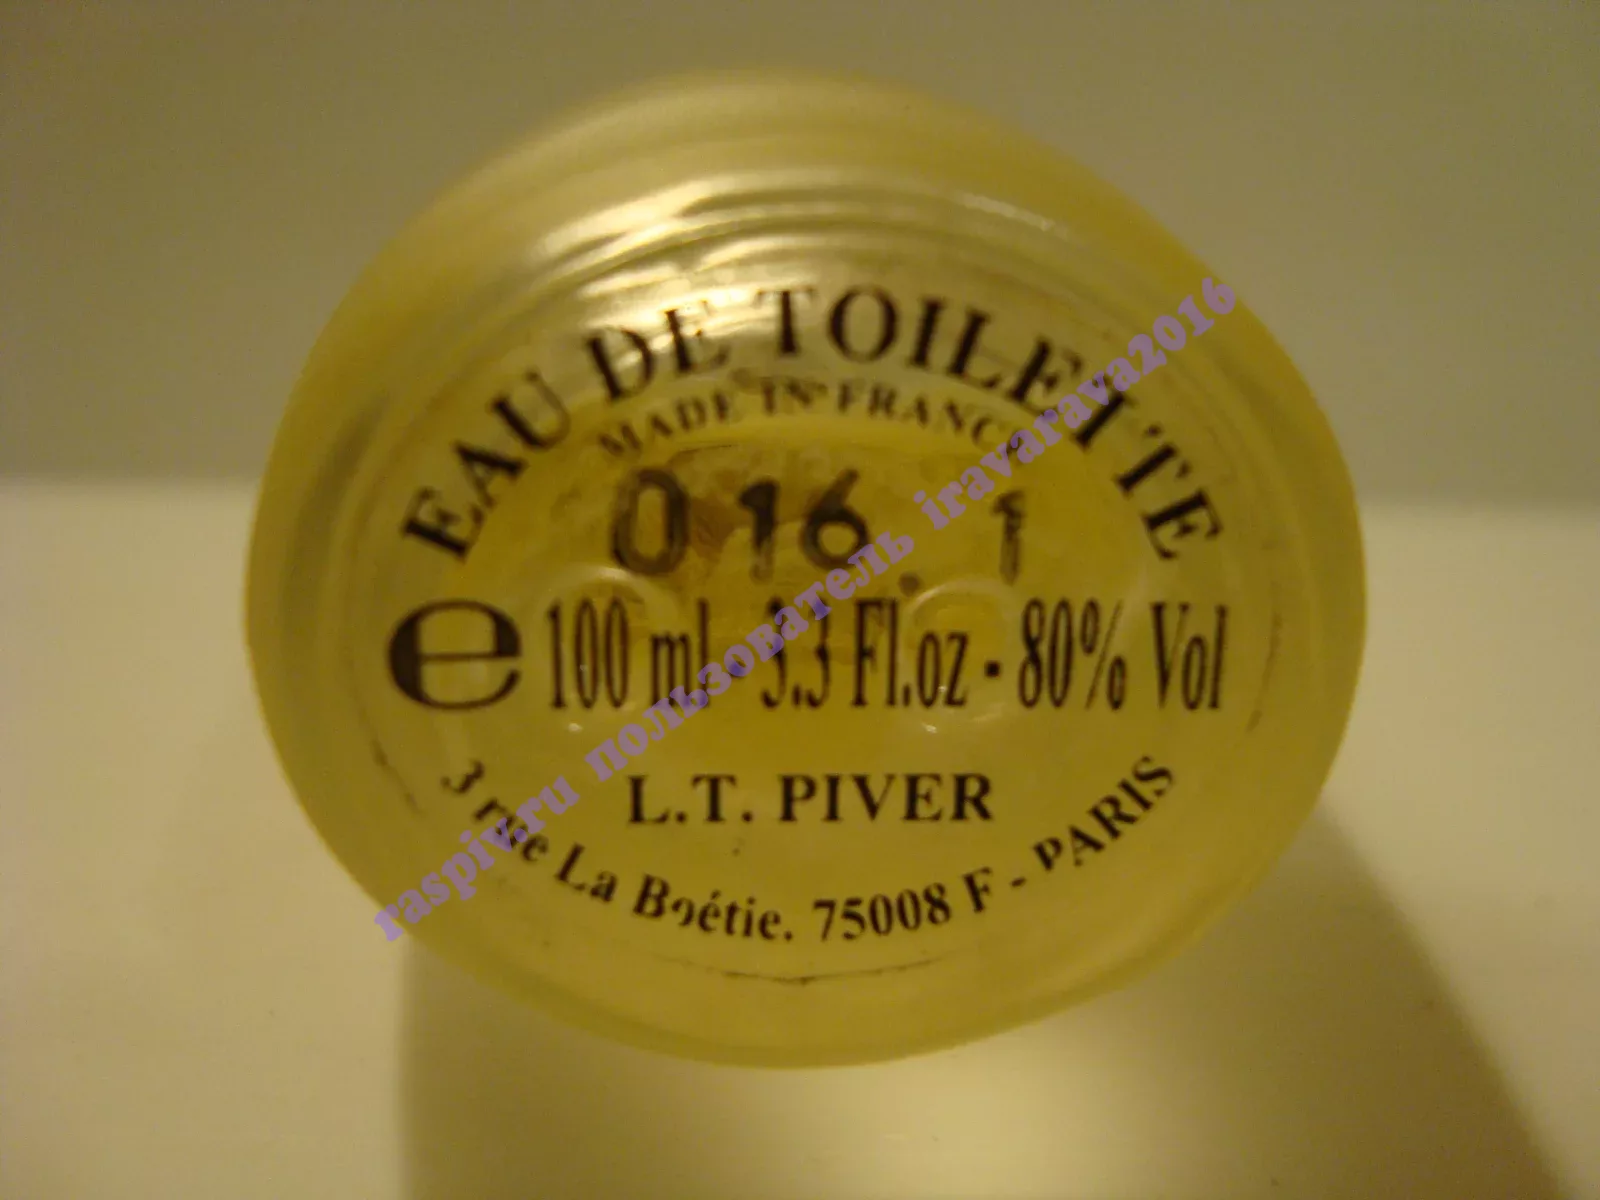 EAU DE TOILETTE
MADE IN FRANCE
016 1
e 100 ml 3.3 Fl.oz - 80% Vol
L.T. PIVER
3 rue La Boétie. 75008 F - PARIS
raspiv.ru пользователь iravarava2016